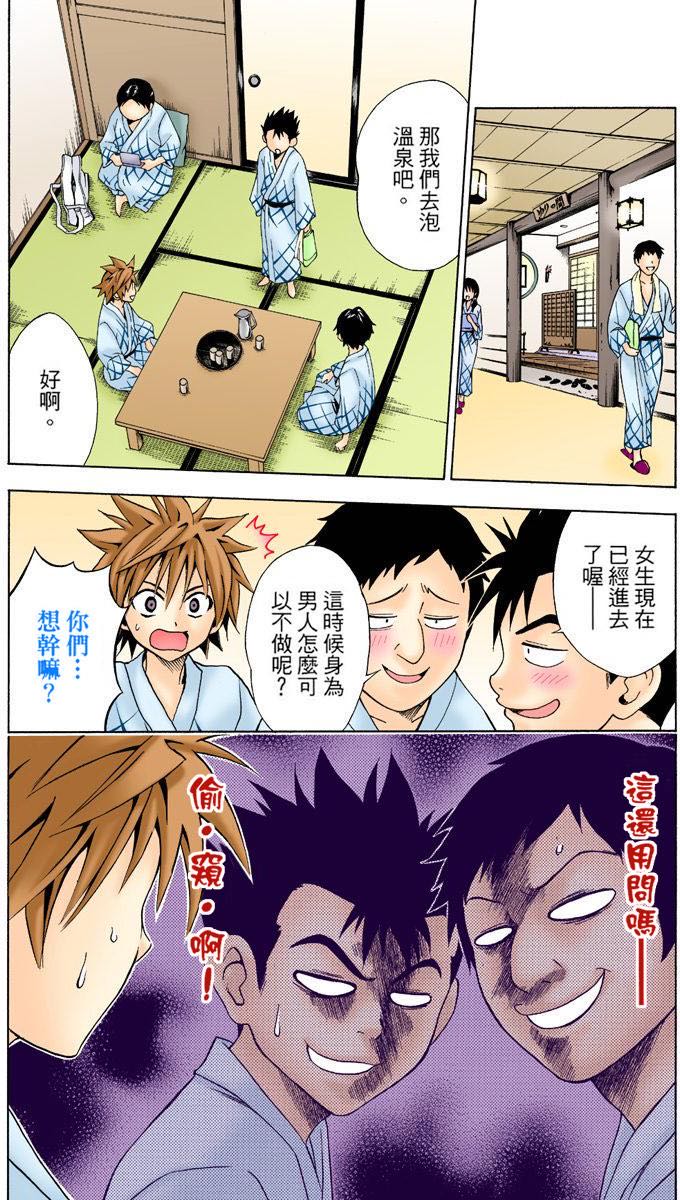 那我們去泡
溫泉吧。
好啊。
女生現在
已經進去
了喔──
這時候身為
男人怎麼可
以不做呢？
你們…
想幹嘛？
這還用問嗎──
偷・窺・啊！